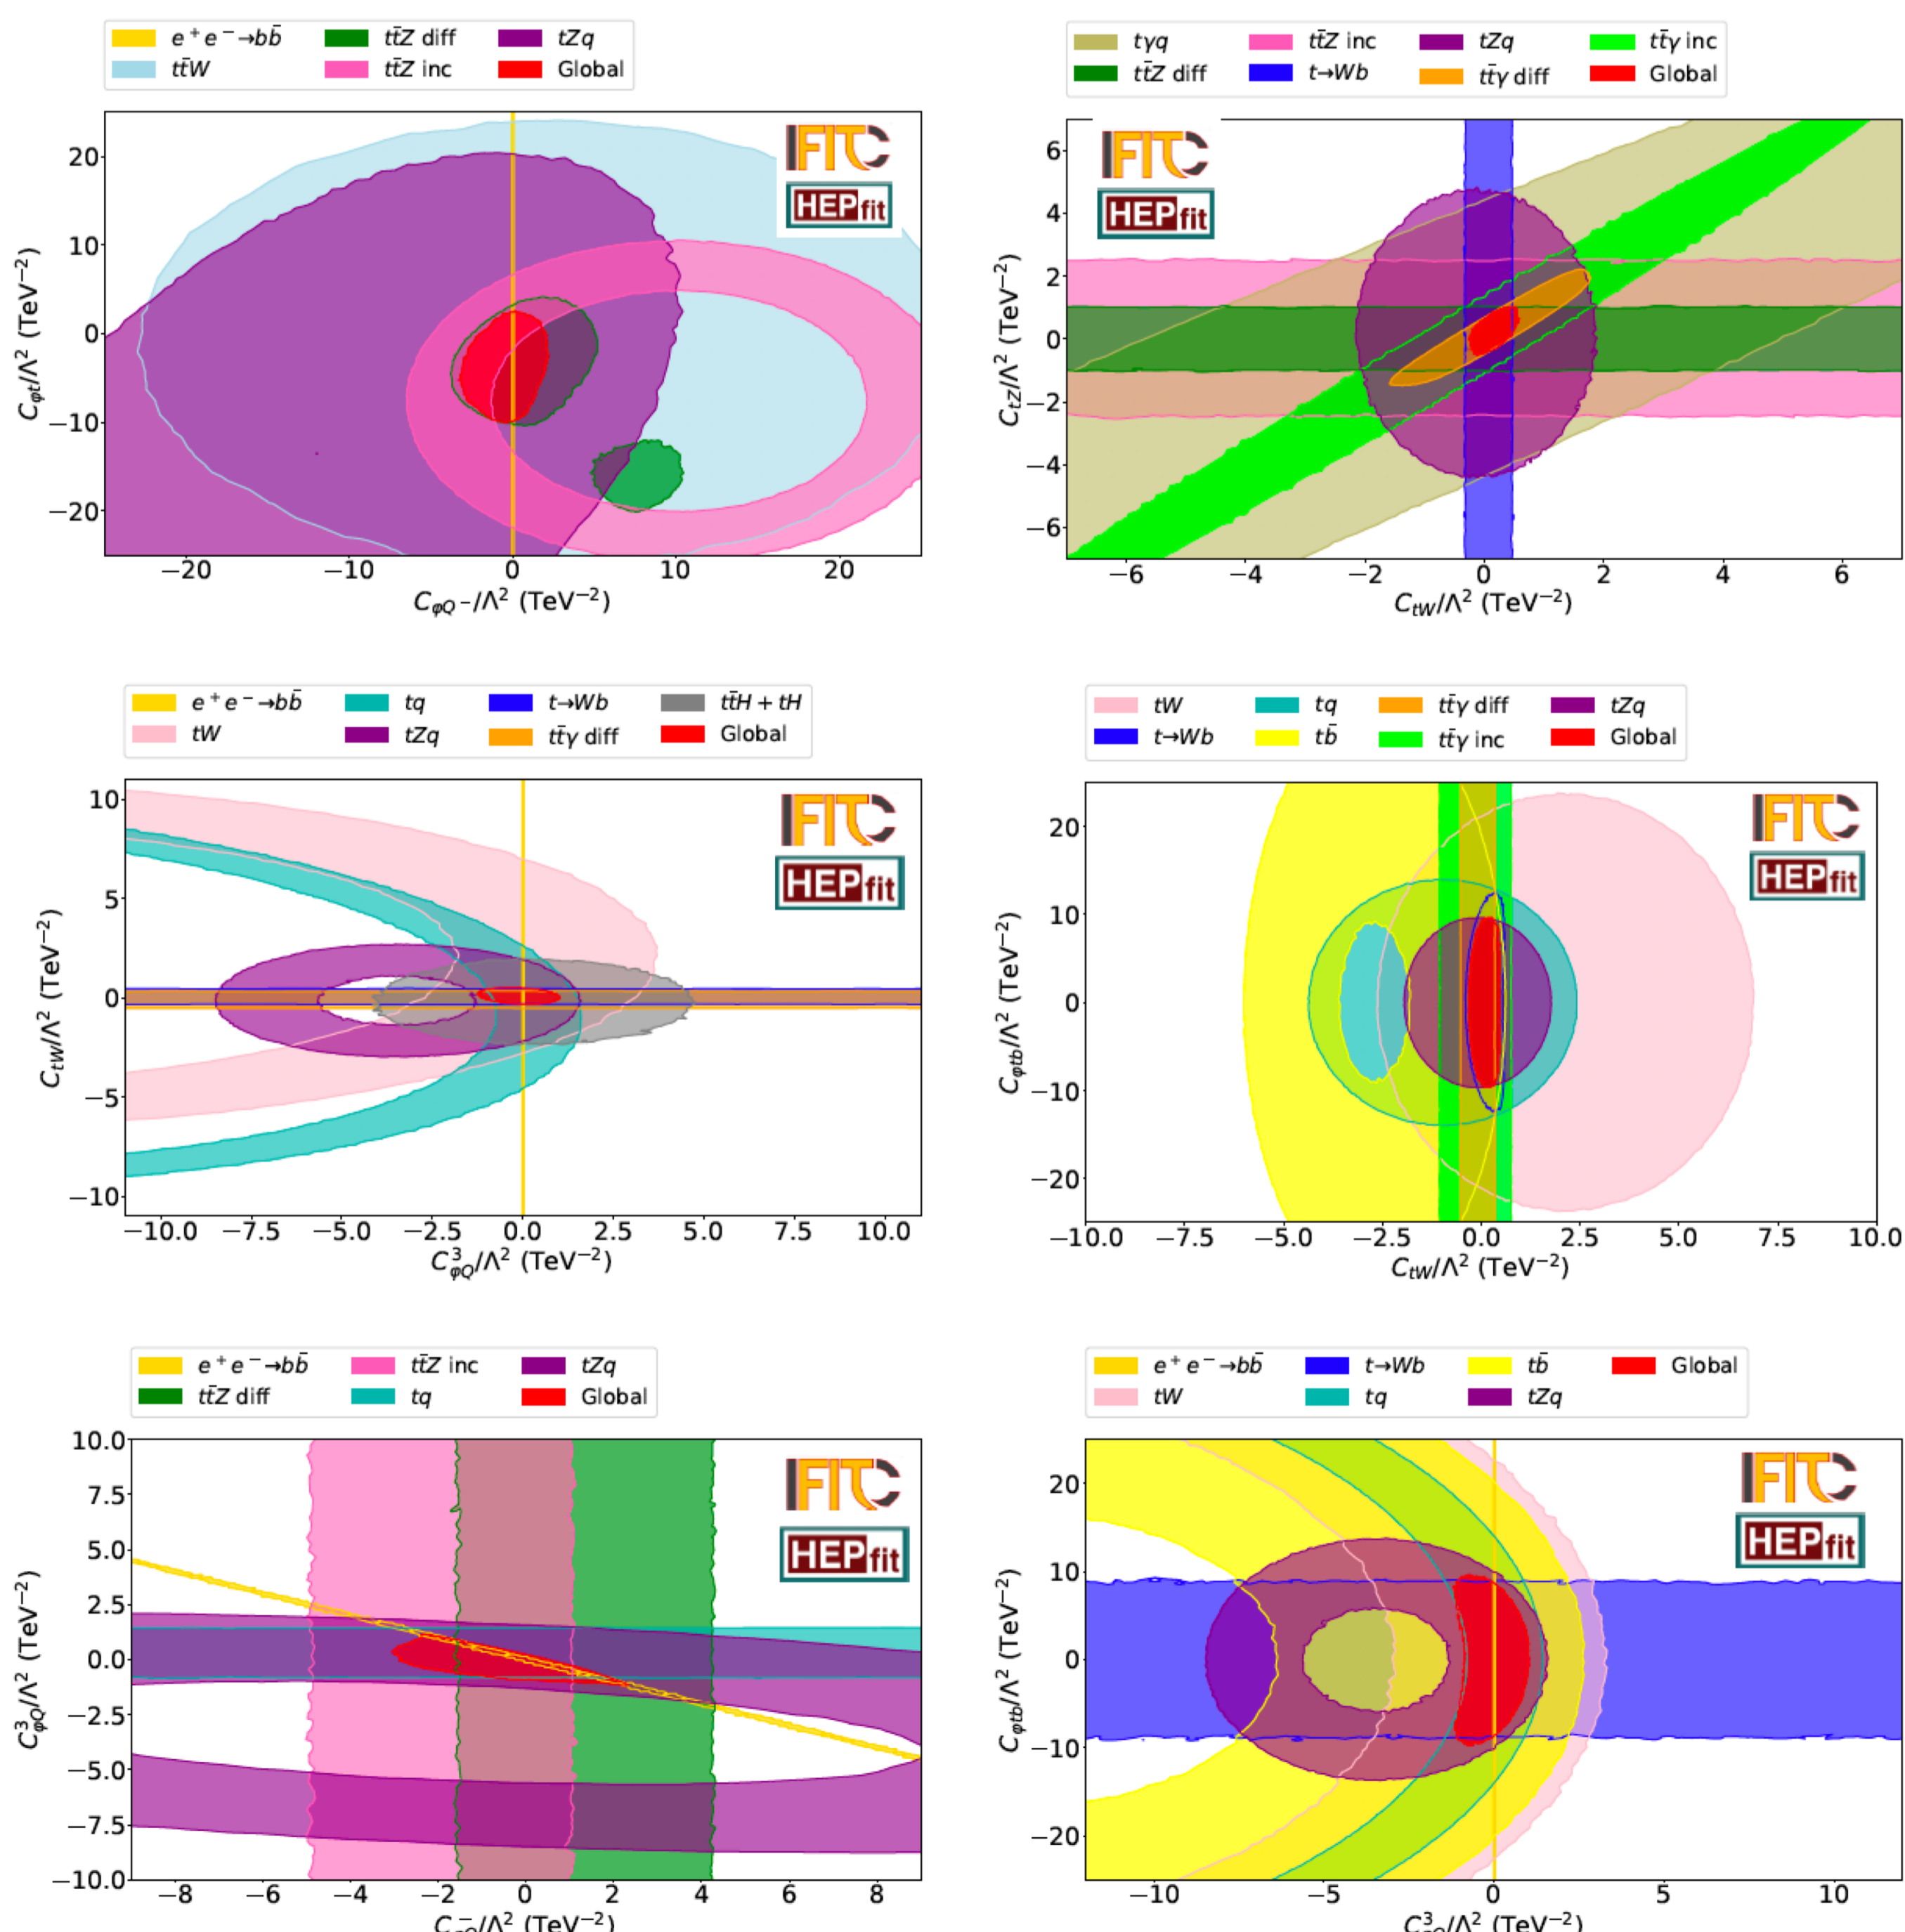 e⁺e⁻→bb̄ tt̄Z diff tZq
tt̄W tt̄Z inc Global
IFIC
HEPfit
20
10
0
−10
−20
C_φt/Λ² (TeV⁻²)
−20 −10 0 10 20
C_φQ⁻/Λ² (TeV⁻²)
tγq tt̄Z inc tZq tt̄γ inc
tt̄Z diff t→Wb tt̄γ diff Global
IFIC
HEPfit
6
4
2
0
−2
−4
−6
C_tZ/Λ² (TeV⁻²)
−6 −4 −2 0 2 4 6
C_tW/Λ² (TeV⁻²)
e⁺e⁻→bb̄ tq t→Wb tt̄H + tH
tW tZq tt̄γ diff Global
IFIC
HEPfit
10
5
0
−5
−10
C_tW/Λ² (TeV⁻²)
−10.0 −7.5 −5.0 −2.5 0.0 2.5 5.0 7.5 10.0
C³_φQ/Λ² (TeV⁻²)
tW tq tt̄γ diff tZq
t→Wb tb̄ tt̄γ inc Global
IFIC
HEPfit
20
10
0
−10
−20
C_φtb/Λ² (TeV⁻²)
−10.0 −7.5 −5.0 −2.5 0.0 2.5 5.0 7.5 10.0
C_tW/Λ² (TeV⁻²)
e⁺e⁻→bb̄ tt̄Z inc tZq
tt̄Z diff tq Global
IFIC
HEPfit
10.0
7.5
5.0
2.5
0.0
−2.5
−5.0
−7.5
−10.0
C³_φQ/Λ² (TeV⁻²)
−8 −6 −4 −2 0 2 4 6 8
C⁻_φQ/Λ² (TeV⁻²)
e⁺e⁻→bb̄ t→Wb tb̄ Global
tW tq tZq
IFIC
HEPfit
20
10
0
−10
−20
C_φtb/Λ² (TeV⁻²)
−10 −5 0 5 10
C³_φQ/Λ² (TeV⁻²)